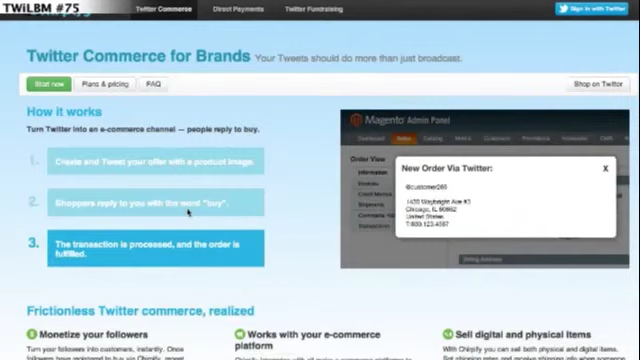 TWiLBM #75
Twitter Commerce
Direct Payments
Twitter Fundraising
Sign in with Twitter
Twitter Commerce for Brands Your Tweets should do more than just broadcast.
Start now
Plans & pricing
FAQ
Shop on Twitter
How it works
Turn Twitter into an e-commerce channel — people reply to buy.
1. Create and Tweet your offer with a product image.
2. Shoppers reply to you with the word "buy".
3. The transaction is processed, and the order is
fulfilled.
Magento Admin Panel
Dashboard Sales Catalog
Order View
Information
New Order Via Twitter: X
@customer265
Chicago, IL
United States
Frictionless Twitter commerce, realized
Monetize your followers
Turn your followers into customers, instantly. Once
Works with your e-commerce
platform
Sell digital and physical items
With Chirpify you can sell both physical and digital